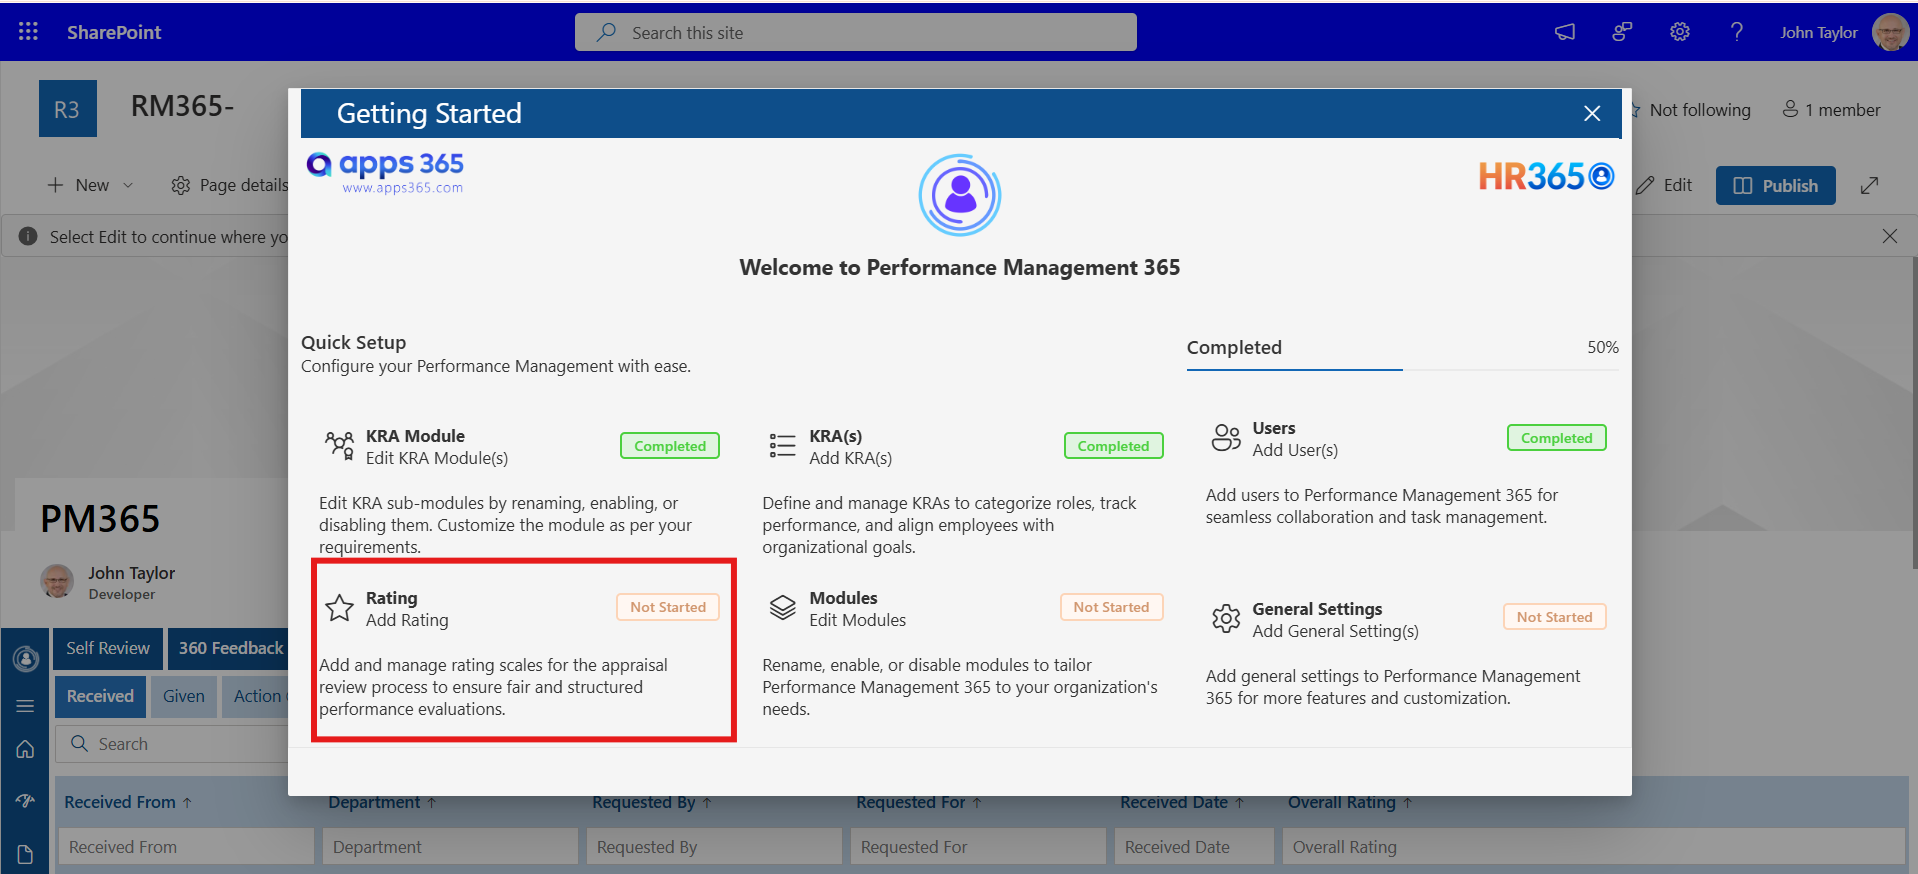 SharePoint
Search this site
John Taylor
R3
RM365-
Getting Started
Not following
1 member
apps 365
www.apps365.com
HR365
New
Page details
Edit
Publish
Select Edit to continue where yo
Welcome to Performance Management 365
Quick Setup
Configure your Performance Management with ease.
Completed
50%
KRA Module
Edit KRA Module(s)
Completed
Edit KRA sub-modules by renaming, enabling, or
disabling them. Customize the module as per your
requirements.
KRA(s)
Add KRA(s)
Completed
Define and manage KRAs to categorize roles, track
performance, and align employees with
organizational goals.
Users
Add User(s)
Completed
Add users to Performance Management 365 for
seamless collaboration and task management.
Rating
Add Rating
Not Started
Add and manage rating scales for the appraisal
review process to ensure fair and structured
performance evaluations.
Modules
Edit Modules
Not Started
Rename, enable, or disable modules to tailor
Performance Management 365 to your organization's
needs.
General Settings
Add General Setting(s)
Not Started
Add general settings to Performance Management
365 for more features and customization.
PM365
John Taylor
Developer
Self Review
360 Feedback
Received
Given
Action
Search
Received From
Department
Requested By
Requested For
Received Date
Overall Rating
Received From
Department
Requested By
Requested For
Received Date
Overall Rating